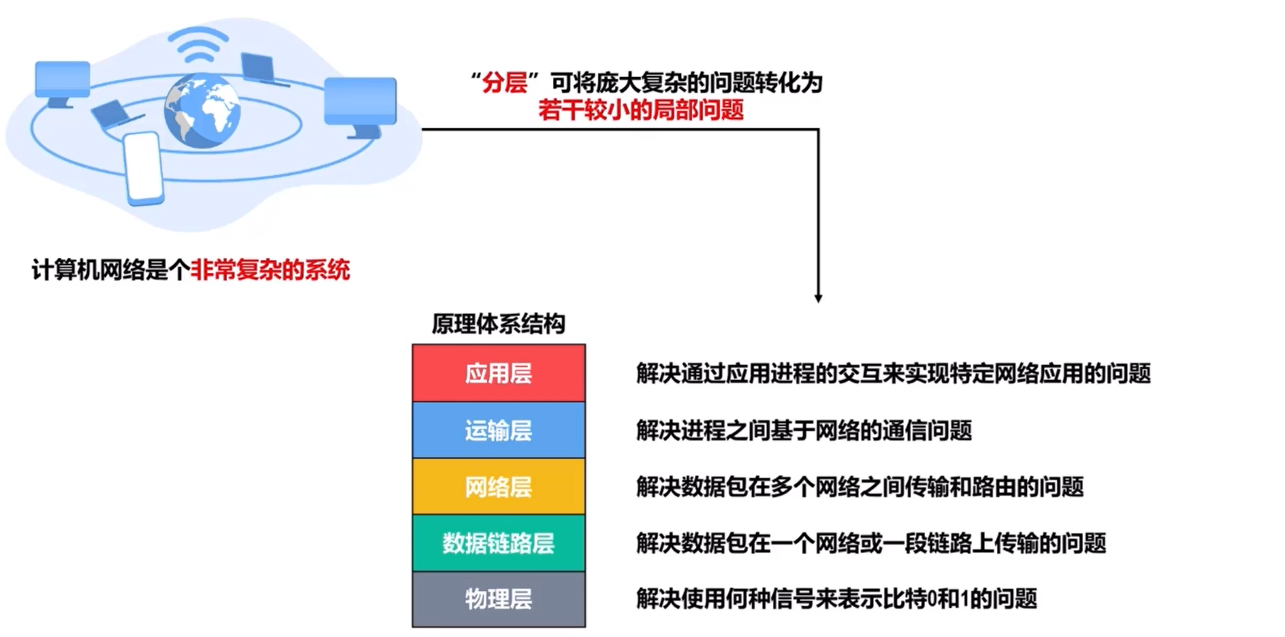 “分层”可将庞大复杂的问题转化为
若干较小的局部问题
计算机网络是个非常复杂的系统
原理体系结构
应用层 解决通过应用进程的交互来实现特定网络应用的问题
运输层 解决进程之间基于网络的通信问题
网络层 解决数据包在多个网络之间传输和路由的问题
数据链路层 解决数据包在一个网络或一段链路上传输的问题
物理层 解决使用何种信号来表示比特0和1的问题